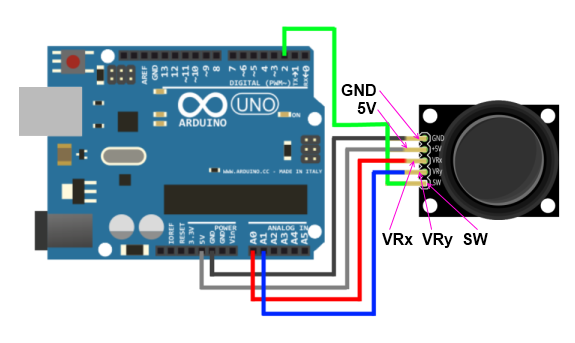 AREF
GND
13
12
~11
~10
~9
8
7
~6
~5
4
~3
2
TX→1
RX←0
DIGITAL (PWM~)
UNO
ARDUINO
ON
WWW.ARDUINO.CC - MADE IN ITALY
POWER
ANALOG IN
IOREF
RESET
3.3V
5V
GND
GND
Vin
A0
A1
A2
A3
A4
A5
GND
5V
GND
+5V
VRx
VRy
SW
VRx VRy SW